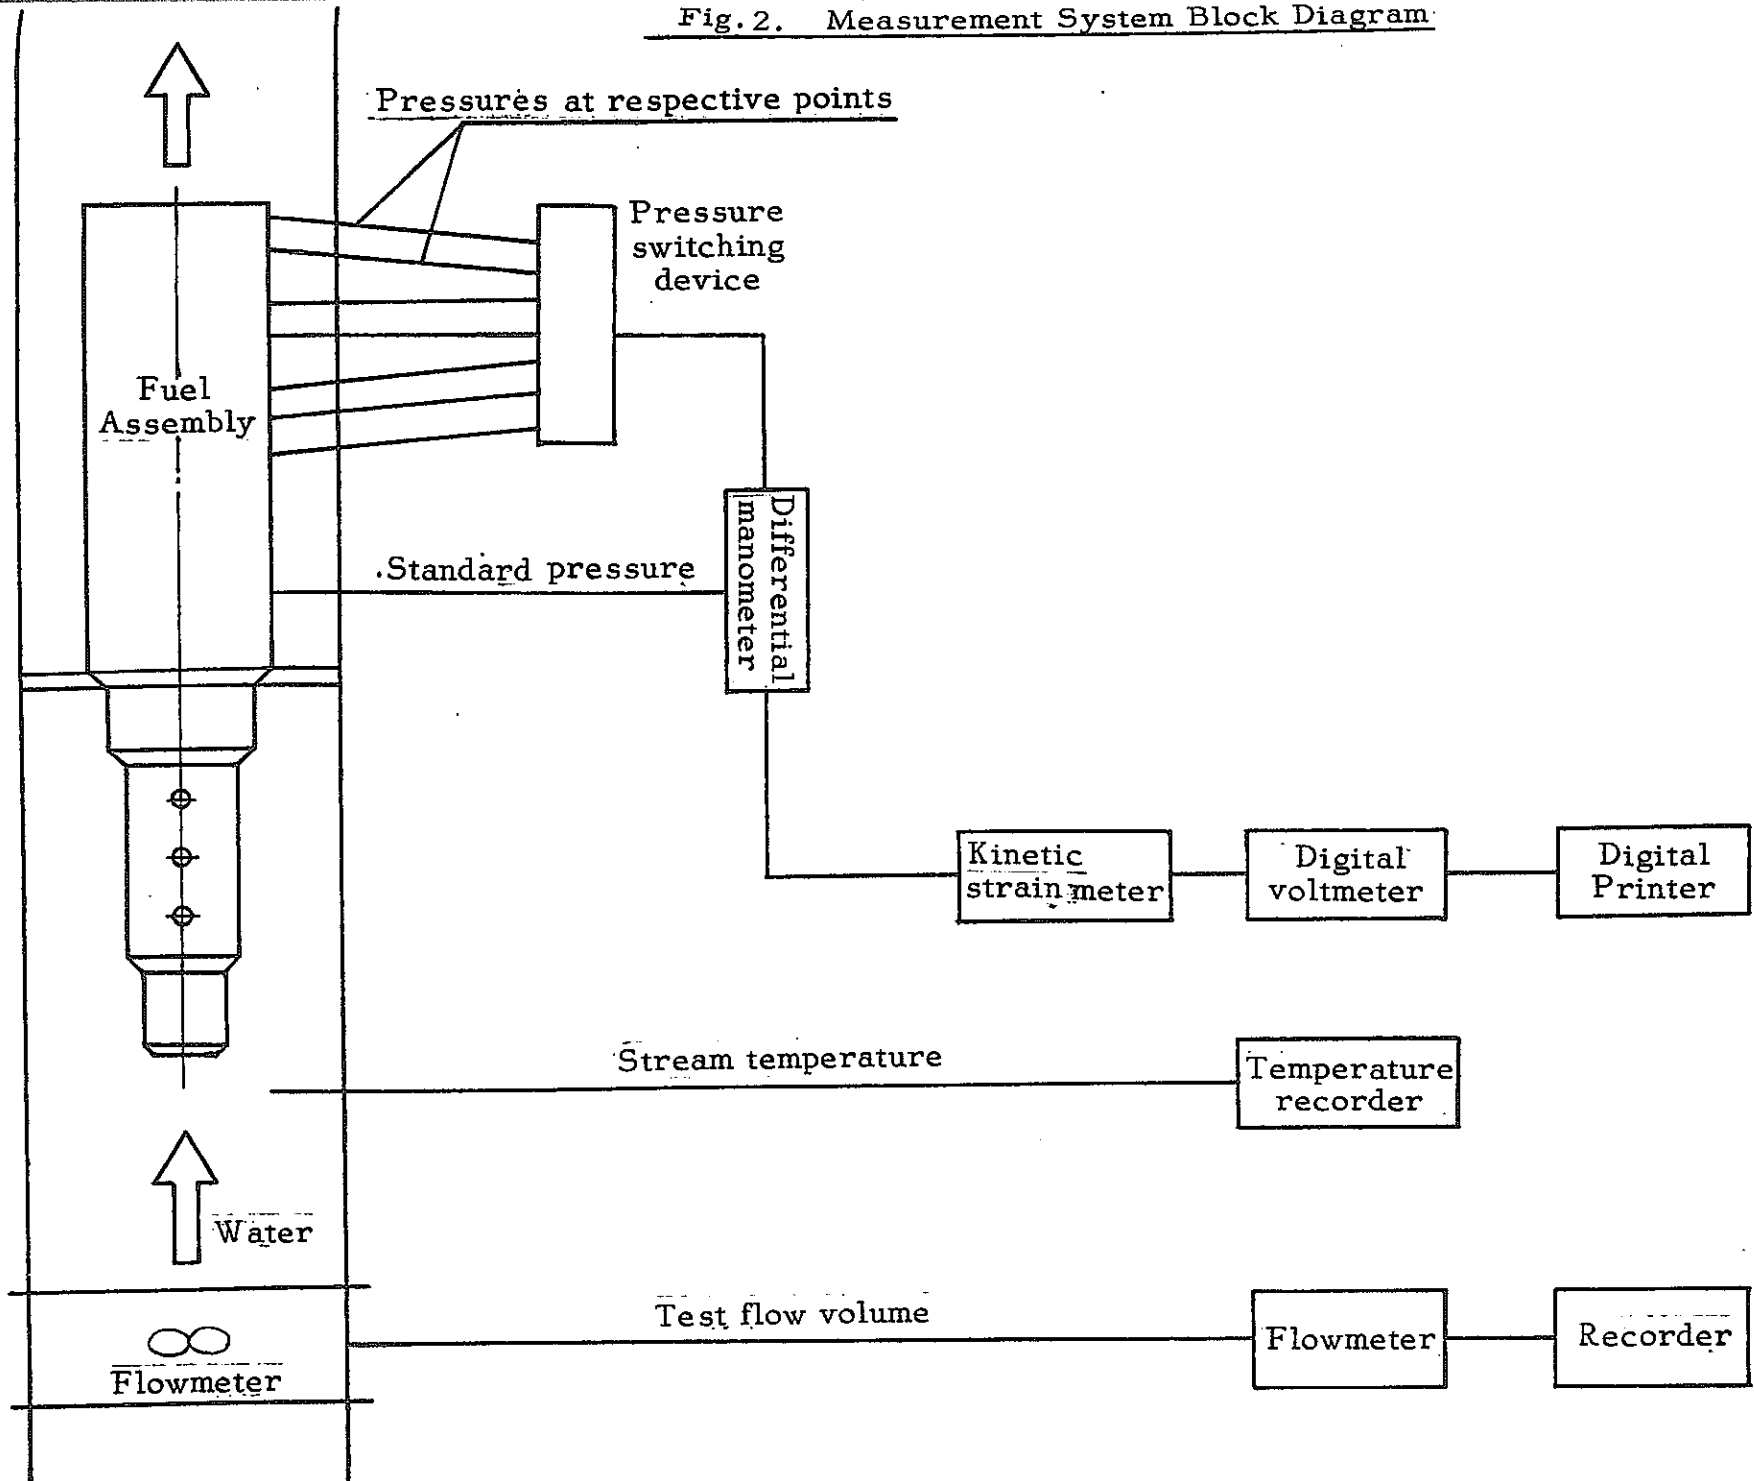 Fig. 2. Measurement System Block Diagram
Pressures at respective points
Pressure
switching
device
Fuel
Assembly
Differential
manometer
Standard pressure
Kinetic
strain meter
Digital
voltmeter
Digital
Printer
Stream temperature
Temperature
recorder
Water
Test flow volume
Flowmeter
Recorder
Flowmeter